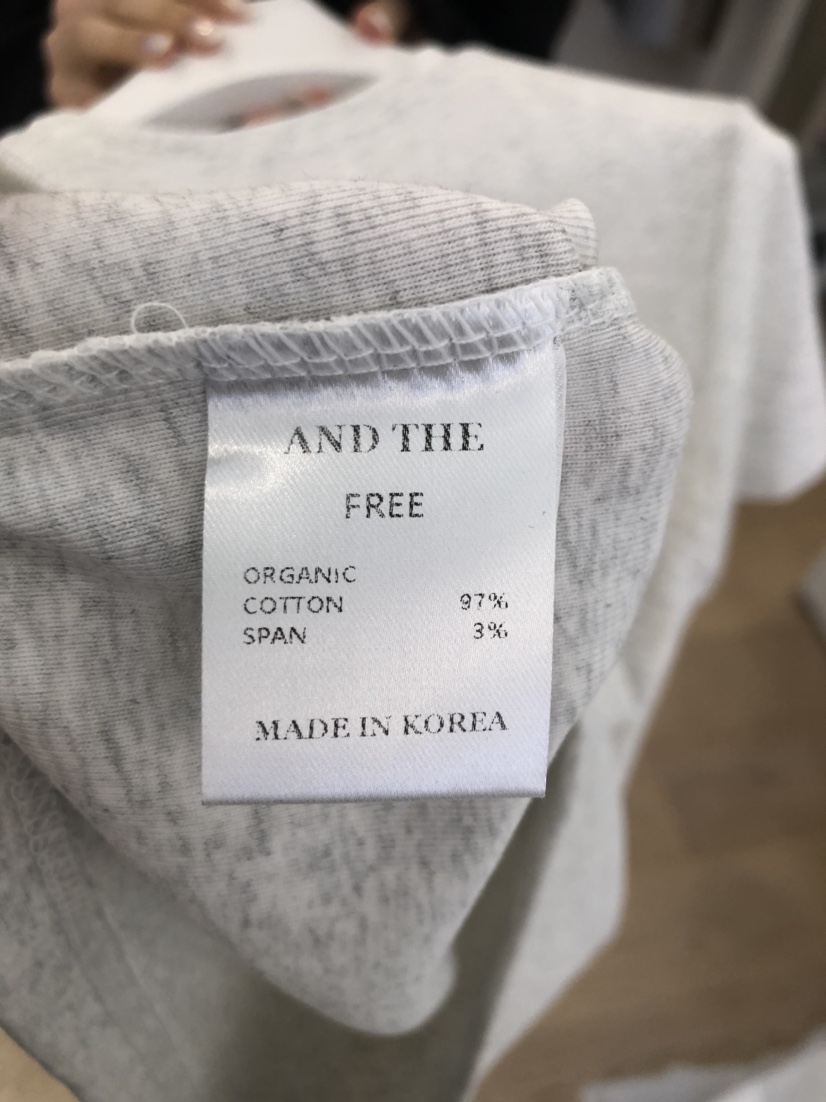 AND THE
FREE
ORGANIC
COTTON 97%
SPAN 3%
MADE IN KOREA